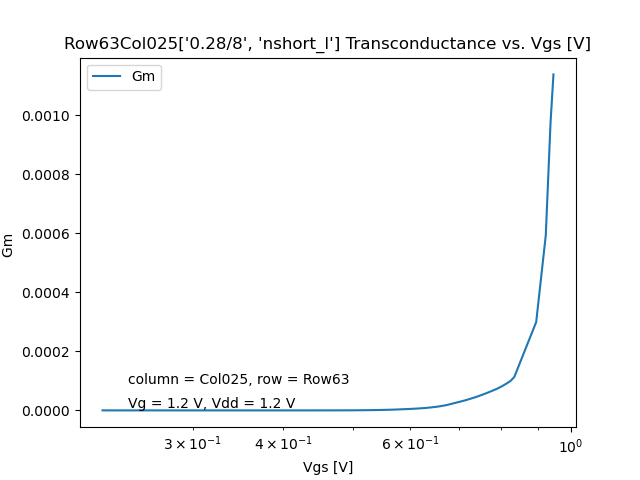 Row63Col025['0.28/8', 'nshort_l'] Transconductance vs. Vgs [V]
Gm
0.0010
0.0008
0.0006
0.0004
0.0002
0.0000
Gm
column = Col025, row = Row63
Vg = 1.2 V, Vdd = 1.2 V
3 × 10⁻¹ 4 × 10⁻¹ 6 × 10⁻¹ 10⁰
Vgs [V]